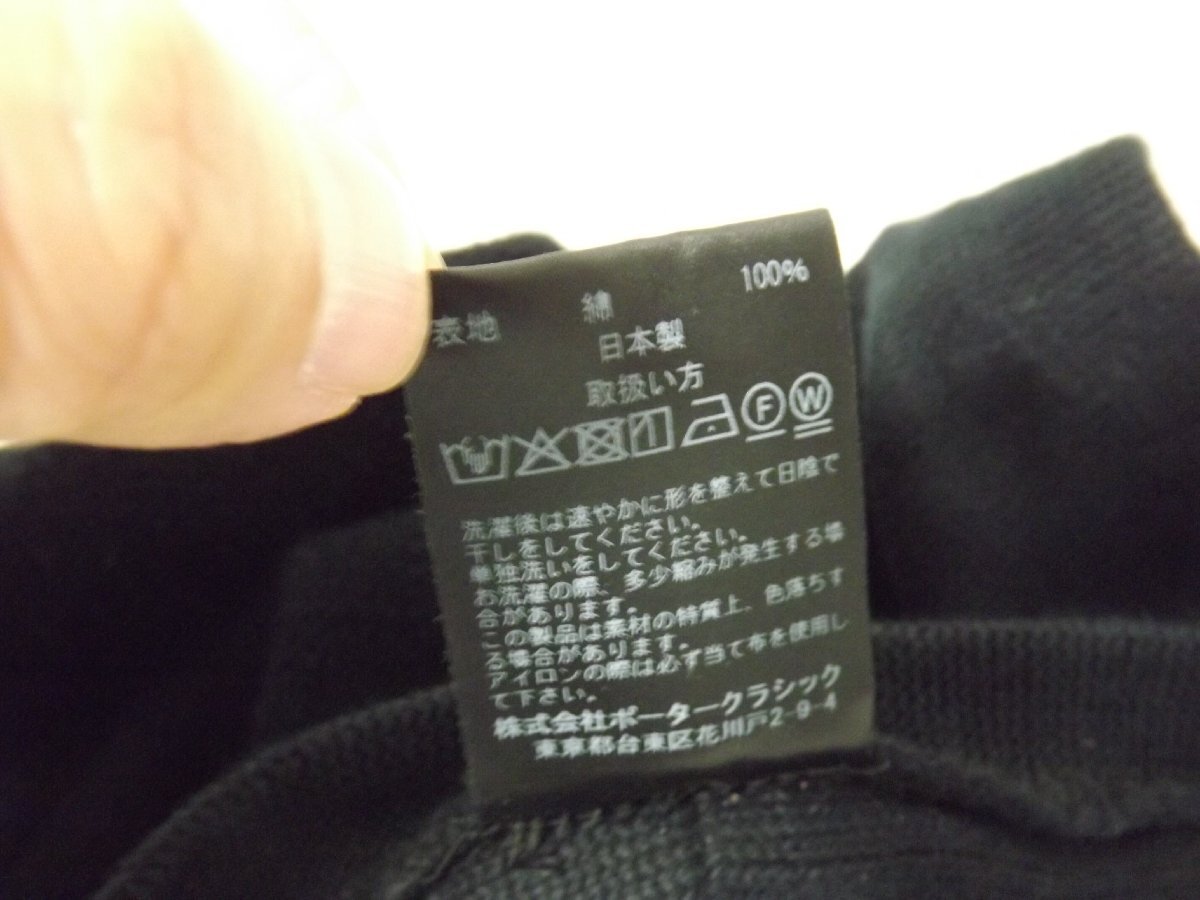 表地 綿 100%
日本製
取扱い方
F W
洗濯後は速やかに形を整えて日陰で
干しをしてください。
単独洗いをしてください。
お洗濯の際、多少縮みが発生する場
合があります。
この製品は素材の特質上、色落ちす
る場合があります。
アイロンの際は必ず当て布を使用し
て下さい。
株式会社ポータークラシック
東京都台東区花川戸2-9-4